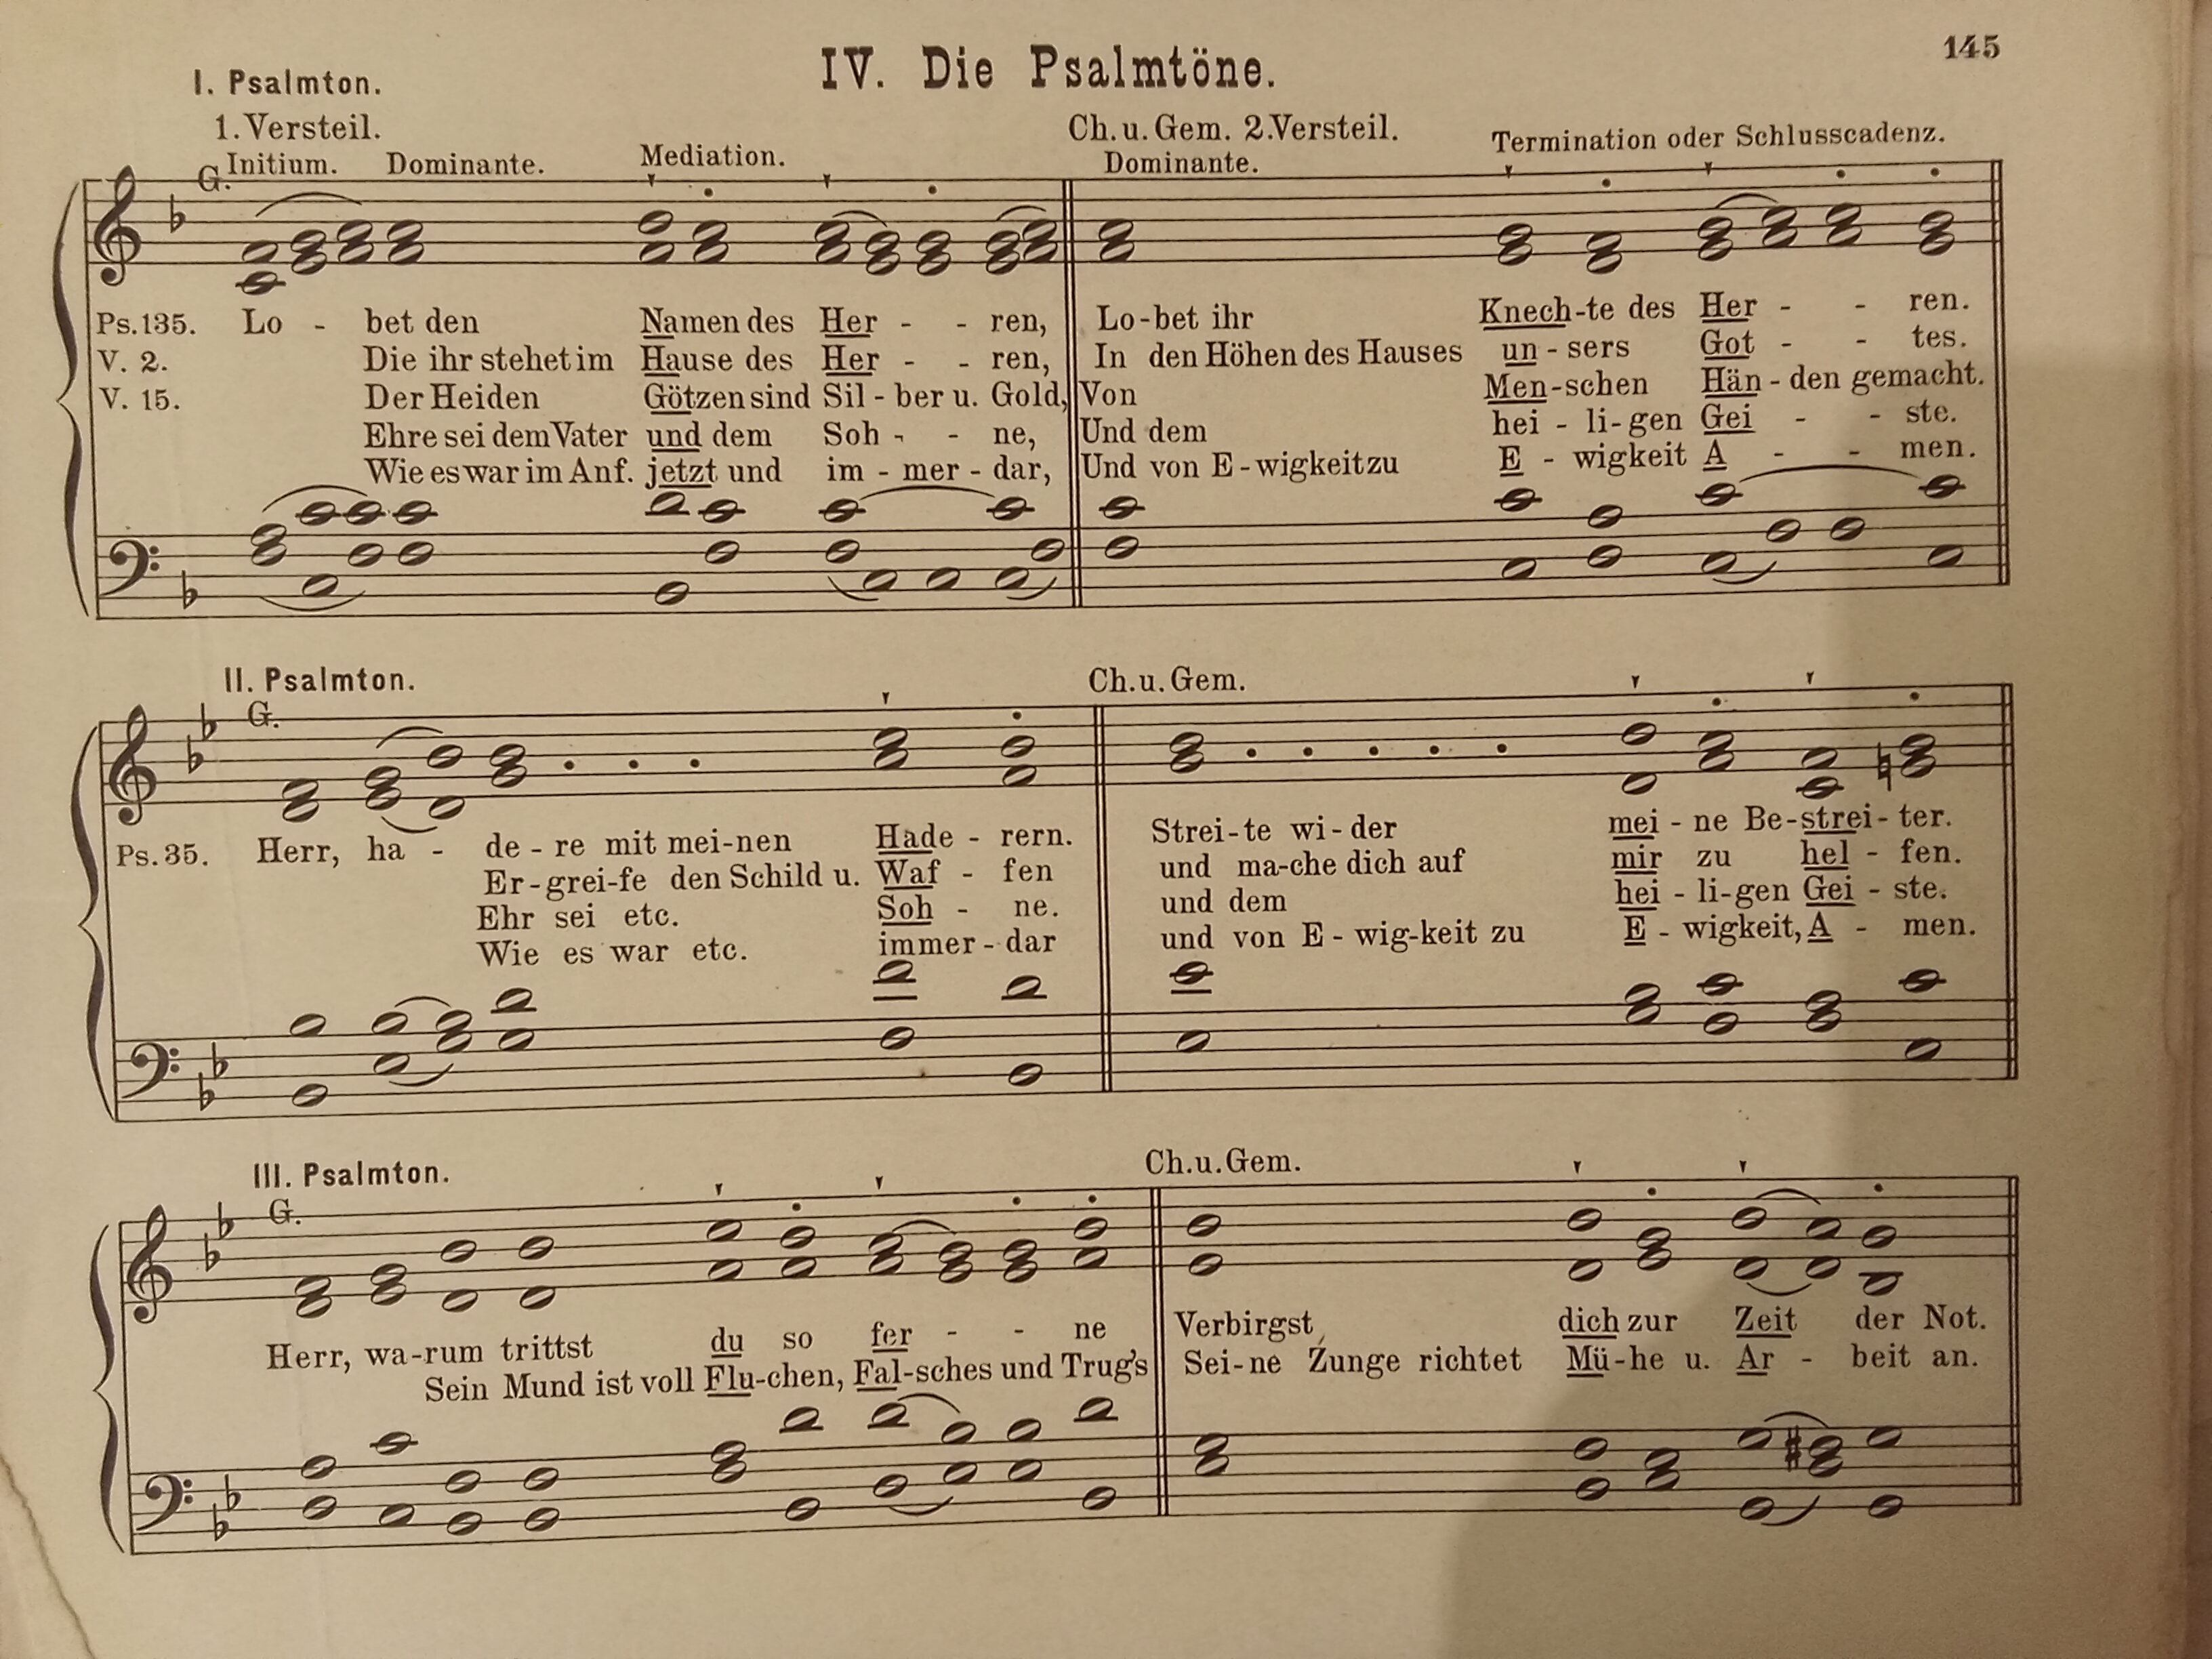 145
IV. Die Psalmtöne.
I. Psalmton.
1. Versteil.
Ch. u. Gem. 2. Versteil.
G. Initium. Dominante. Mediation. Dominante. Termination oder Schlusscadenz.
Ps. 135. Lo - bet den Namen des Her - - ren, Lo - bet ihr Knech - te des Her - - ren.
V. 2. Die ihr stehet im Hause des Her - - ren, In den Höhen des Hauses un - sers Got - - tes.
V. 15. Der Heiden Götzen sind Sil - ber u. Gold, Von Men - schen Hän - den gemacht.
Ehre sei dem Vater und dem Soh - - ne, Und dem hei - li - gen Gei - - ste.
Wie es war im Anf. jetzt und im - mer - dar, Und von E - wigkeit zu E - wigkeit A - - men.
II. Psalmton.
Ch. u. Gem.
G.
Ps. 35. Herr, ha - de - re mit mei - nen Hade - rern. Strei - te wi - der mei - ne Be - strei - ter.
Er - grei - fe den Schild u. Waf - fen und ma - che dich auf mir zu hel - fen.
Ehr sei etc. Soh - ne. und dem hei - li - gen Gei - ste.
Wie es war etc. immer - dar und von E - wig - keit zu E - wigkeit, A - men.
III. Psalmton.
Ch. u. Gem.
G.
Herr, wa - rum trittst du so fer - - ne Verbirgst dich zur Zeit der Not.
Sein Mund ist voll Flu - chen, Fal - sches und Trug's Sei - ne Zunge richtet Mü - he u. Ar - beit an.